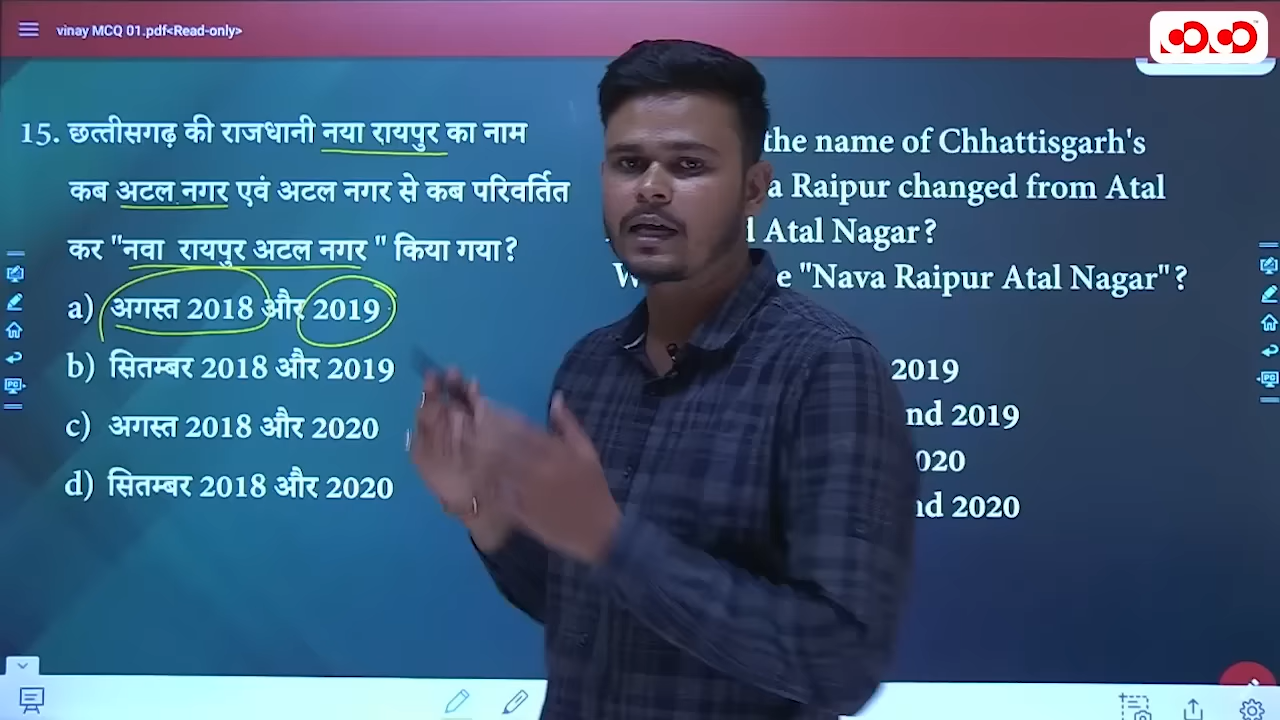 vinay MCQ 01.pdf<Read-only>
15. छत्तीसगढ़ की राजधानी नया रायपुर का नाम
कब अटल नगर एवं अटल नगर से कब परिवर्तित
कर "नवा रायपुर अटल नगर " किया गया?
a) अगस्त 2018 और 2019
b) सितम्बर 2018 और 2019
c) अगस्त 2018 और 2020
d) सितम्बर 2018 और 2020
the name of Chhattisgarh's
Raipur changed from Atal
Atal Nagar?
"Nava Raipur Atal Nagar"?
2019
2019
2020